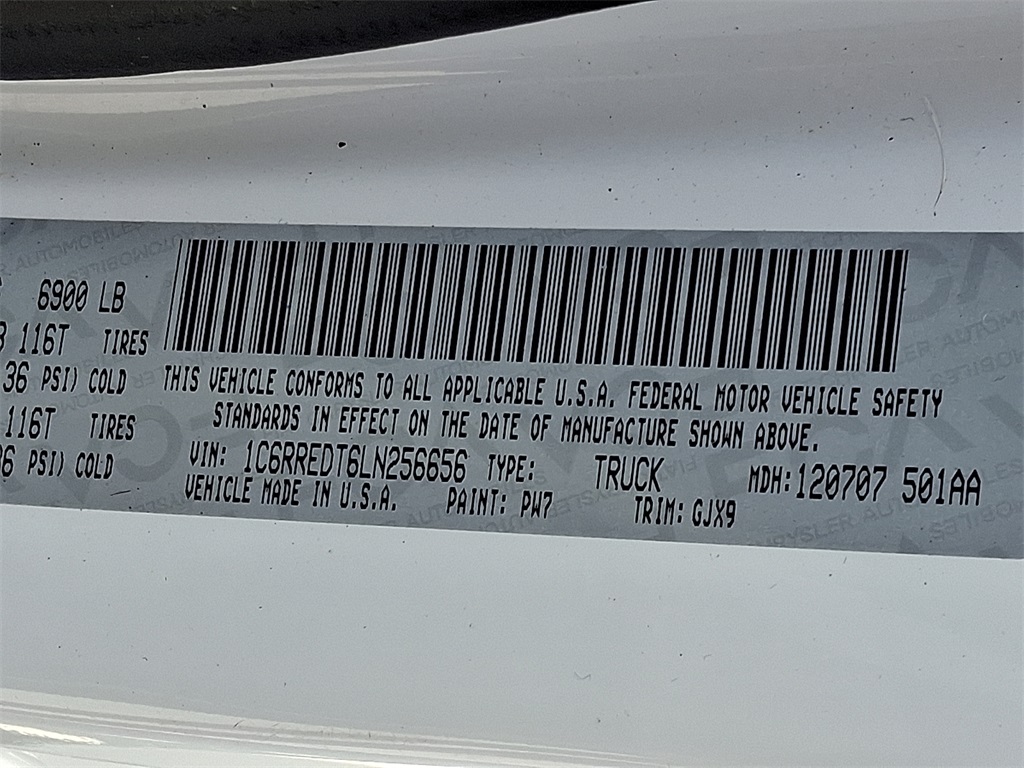 6900 LB
116T TIRES
36 PSI) COLD
116T TIRES
PSI) COLD
THIS VEHICLE CONFORMS TO ALL APPLICABLE U.S.A. FEDERAL MOTOR VEHICLE SAFETY
STANDARDS IN EFFECT ON THE DATE OF MANUFACTURE SHOWN ABOVE.
VIN: 1C6RREDT6LN256656 TYPE: TRUCK MDH:120707 501AA
VEHICLE MADE IN U.S.A. PAINT: PW7 TRIM: GJX9